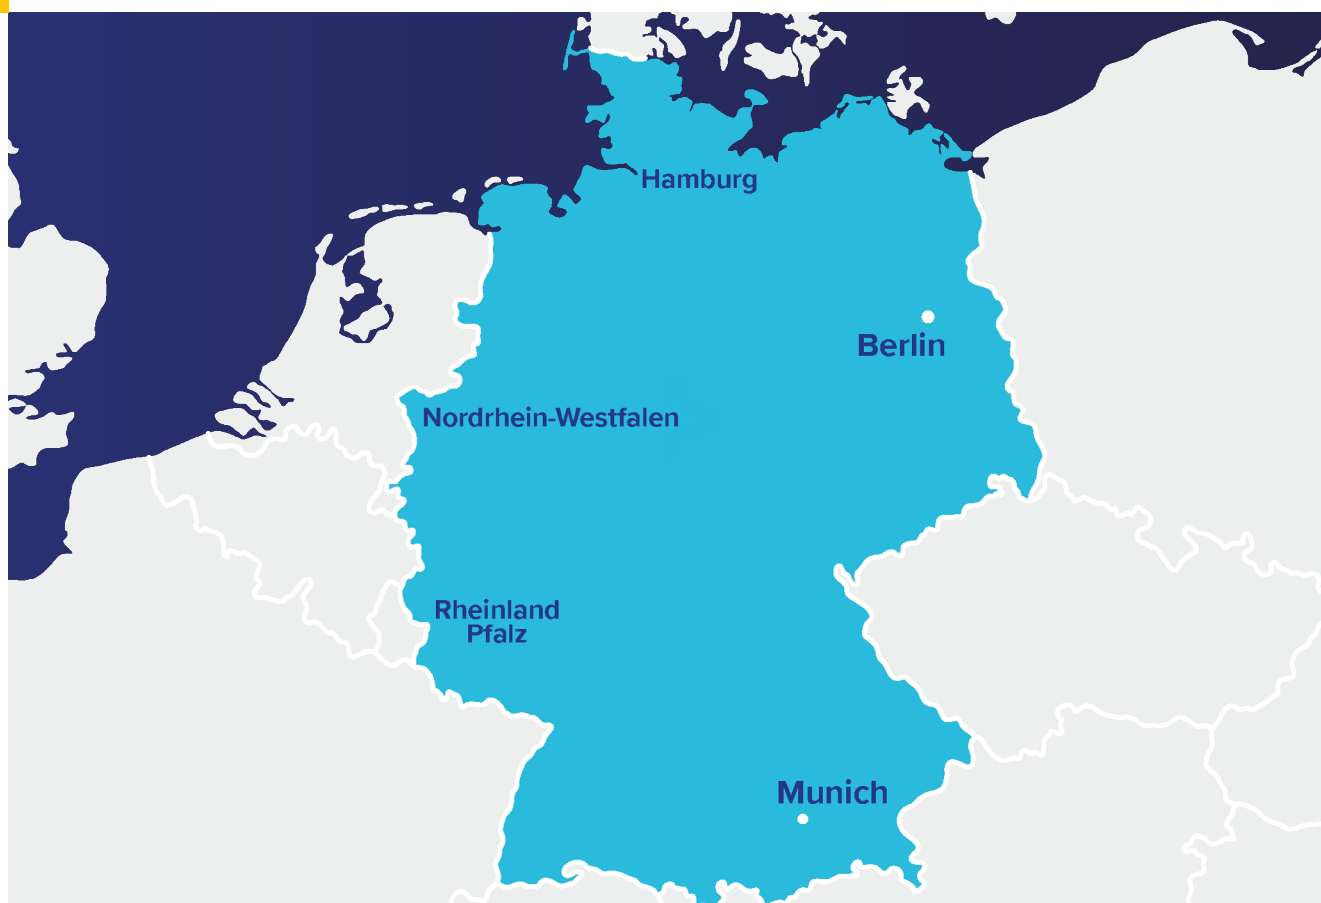 Hamburg
Berlin
Nordrhein-Westfalen
Rheinland
Pfalz
Munich